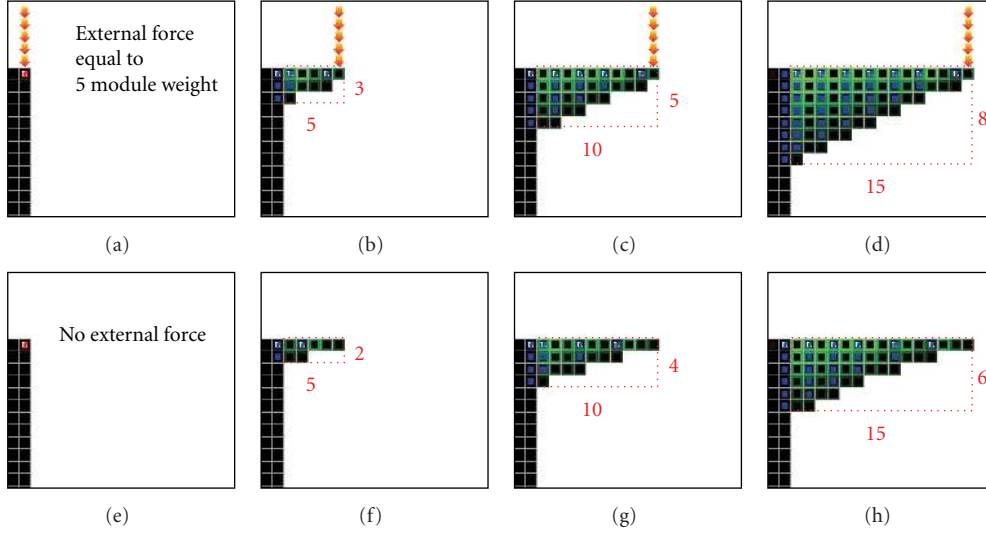 External force
equal to
5 module weight
3
5
5
10
8
15
(a)
(b)
(c)
(d)
No external force
2
5
4
10
6
15
(e)
(f)
(g)
(h)